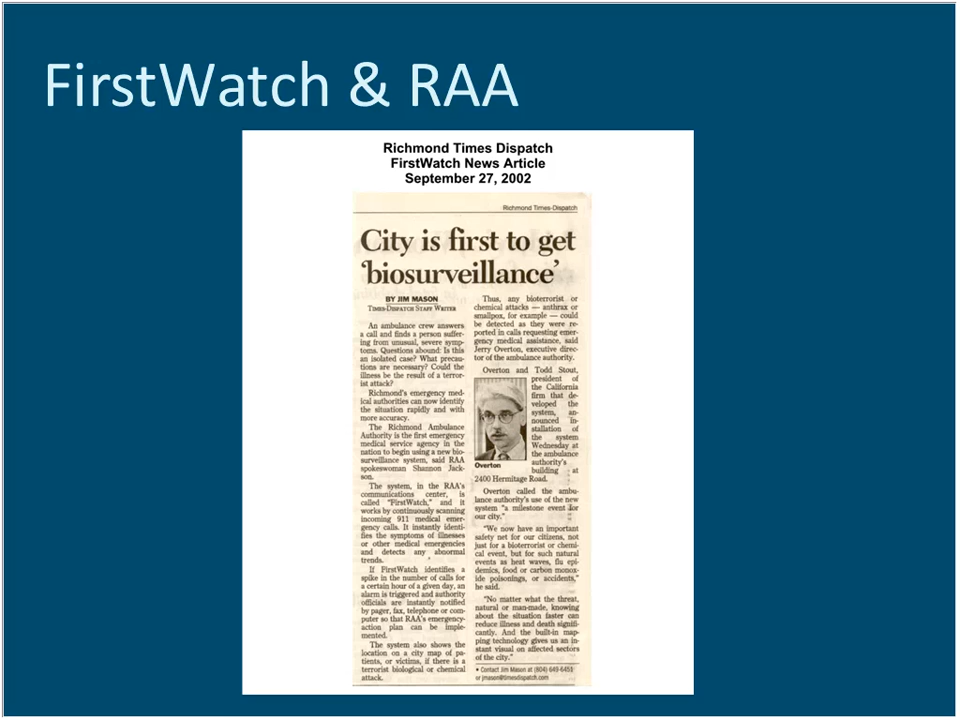 FirstWatch & RAA
Richmond Times Dispatch
FirstWatch News Article
September 27, 2002
Richmond Times-Dispatch
City is first to get
'biosurveillance'
BY JIM MASON
TIMES-DISPATCH STAFF WRITER
An ambulance crew answers
a call and finds a person suffer-
ing from unusual, severe symp-
toms. Questions abound: Is this
an isolated case? What precau-
tions are necessary? Could the
illness be the result of a terror-
ist attack?
Richmond's emergency med-
ical authorities can now identify
the situation rapidly and with
more accuracy.
The Richmond Ambulance
Authority is the first emergency
medical service agency in the
nation to begin using a new bio-
surveillance system, said RAA
spokeswoman Shannon Jack-
son.
The system, in the RAA's
communications center, is
called "FirstWatch," and it
works by continuously scanning
incoming 911 medical emer-
gency calls. It instantly identi-
fies the symptoms of illnesses
or other medical emergencies
and detects any abnormal
trends.
If FirstWatch identifies a
spike in the number of calls for
a certain hour of a given day, an
alarm is triggered and authority
officials are instantly notified
by pager, fax, telephone or com-
puter so that RAA's emergency-
action plan can be imple-
mented.
The system also shows the
location on a city map of pa-
tients, or victims, if there is a
terrorist biological or chemical
attack.
Thus, any bioterrorist or
chemical attacks — anthrax or
smallpox, for example — could
be detected as they were re-
ported in calls requesting emer-
gency medical assistance, said
Jerry Overton, executive direc-
tor of the ambulance authority.
Overton and Todd Stout,
president of
the California
firm that de-
veloped the
system, an-
nounced in-
stallation of
the system
Wednesday at
the ambulance
authority's
building at
2400 Hermitage Road.
Overton
Overton called the ambu-
lance authority's use of the new
system "a milestone event for
our city."
"We now have an important
safety net for our citizens, not
just for a bioterrorist or chemi-
cal event, but for such natural
events as heat waves, flu epi-
demics, food or carbon monox-
ide poisonings, or accidents,"
he said.
"No matter what the threat,
natural or man-made, knowing
about the situation faster can
reduce illness and death signifi-
cantly. And the built-in map-
ping technology gives us an in-
stant visual on affected sectors
of the city."
• Contact Jim Mason at (804) 649-6451
or jmason@timesdispatch.com